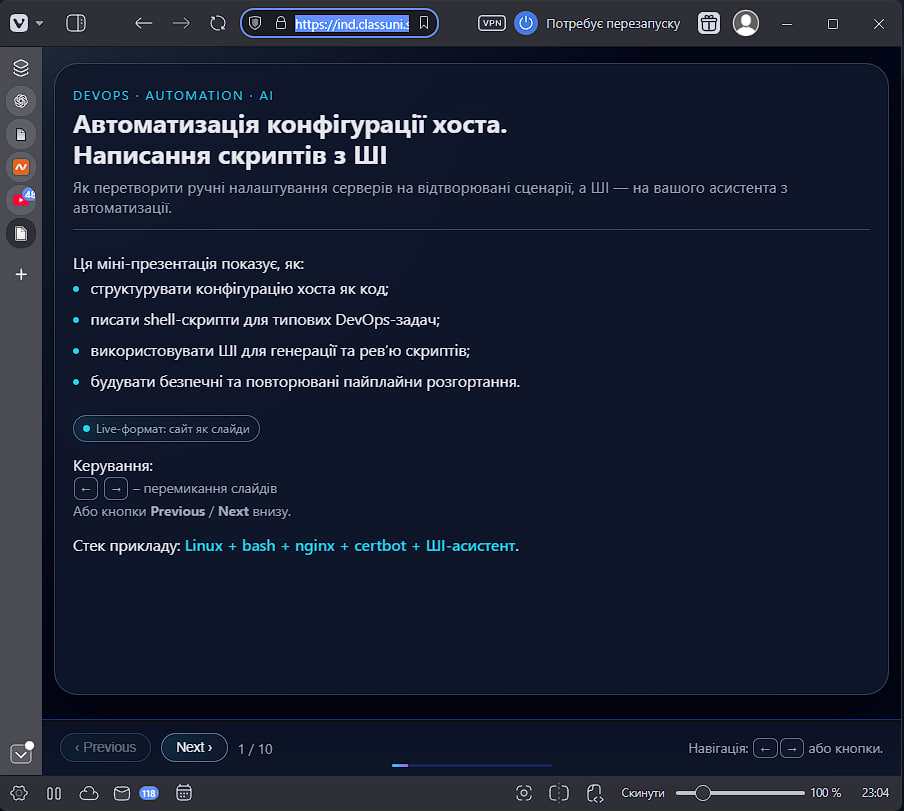 VPN
Потребує перезапуску
https://ind.classuni.s
48
DEVOPS · AUTOMATION · AI
Автоматизація конфігурації хоста.
Написання скриптів з ШІ
Як перетворити ручні налаштування серверів на відтворювані сценарії, а ШІ — на вашого асистента з
автоматизації.
Ця міні-презентація показує, як:
• структурувати конфігурацію хоста як код;
• писати shell-скрипти для типових DevOps-задач;
• використовувати ШІ для генерації та рев’ю скриптів;
• будувати безпечні та повторювані пайплайни розгортання.
Live-формат: сайт як слайди
Керування:
← → – перемикання слайдів
Або кнопки Previous / Next внизу.
Стек прикладу: Linux + bash + nginx + certbot + ШІ-асистент.
‹ Previous Next › 1 / 10
Навігація: ← → або кнопки.
118
Скинути 100 % 23:04